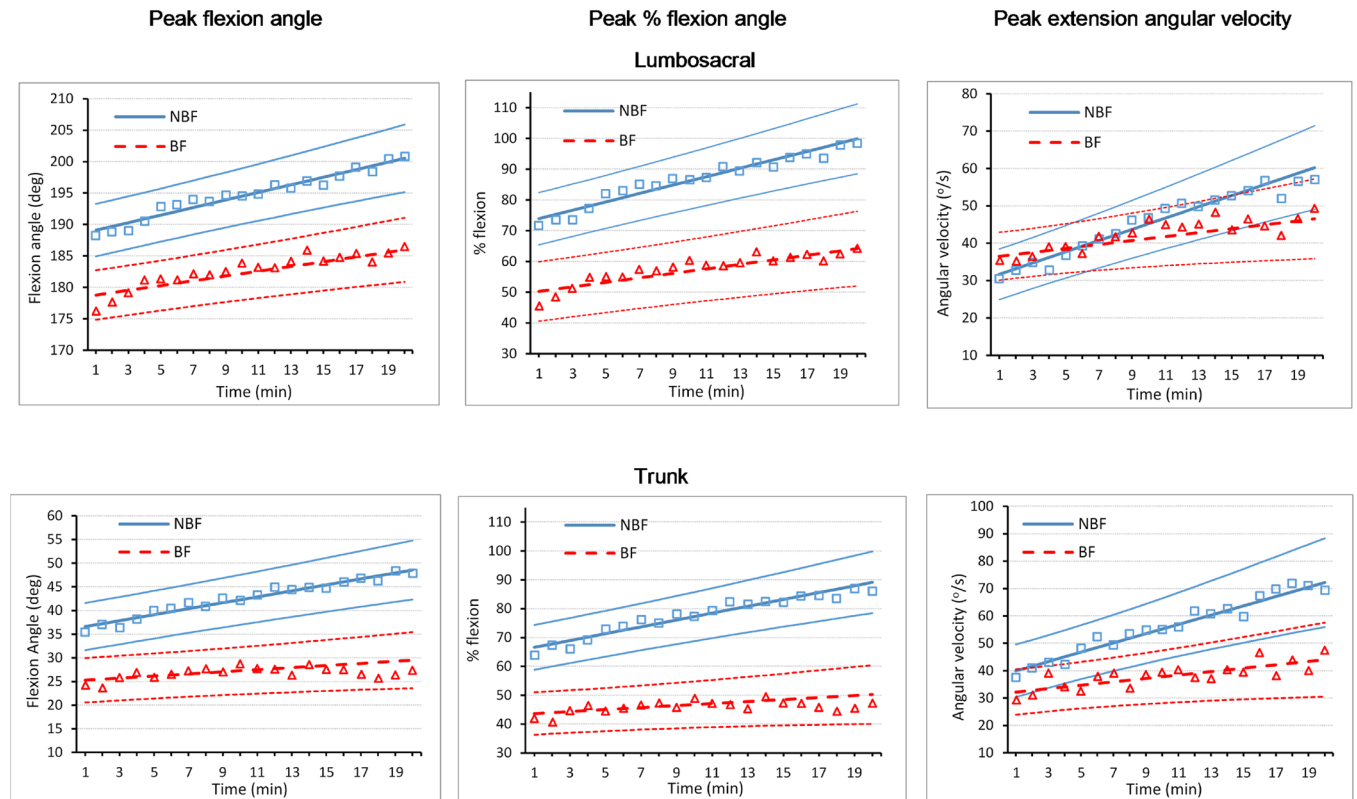 Peak flexion angle
Peak % flexion angle
Peak extension angular velocity
Lumbosacral
210
205
200
195
190
185
180
175
170
Flexion angle (deg)
NBF
BF
1 3 5 7 9 11 13 15 17 19
Time (min)
110
100
90
80
70
60
50
40
30
% flexion
NBF
BF
1 3 5 7 9 11 13 15 17 19
Time (min)
80
70
60
50
40
30
20
10
Angular velocity (°/s)
NBF
BF
1 3 5 7 9 11 13 15 17 19
Time (min)
Trunk
60
55
50
45
40
35
30
25
20
15
10
Flexion Angle (deg)
NBF
BF
1 3 5 7 9 11 13 15 17 19
Time (min)
110
100
90
80
70
60
50
40
30
% flexion
NBF
BF
1 3 5 7 9 11 13 15 17 19
Time (min)
100
90
80
70
60
50
40
30
20
10
Angular velocity (°/s)
NBF
BF
1 3 5 7 9 11 13 15 17 19
Time (min)